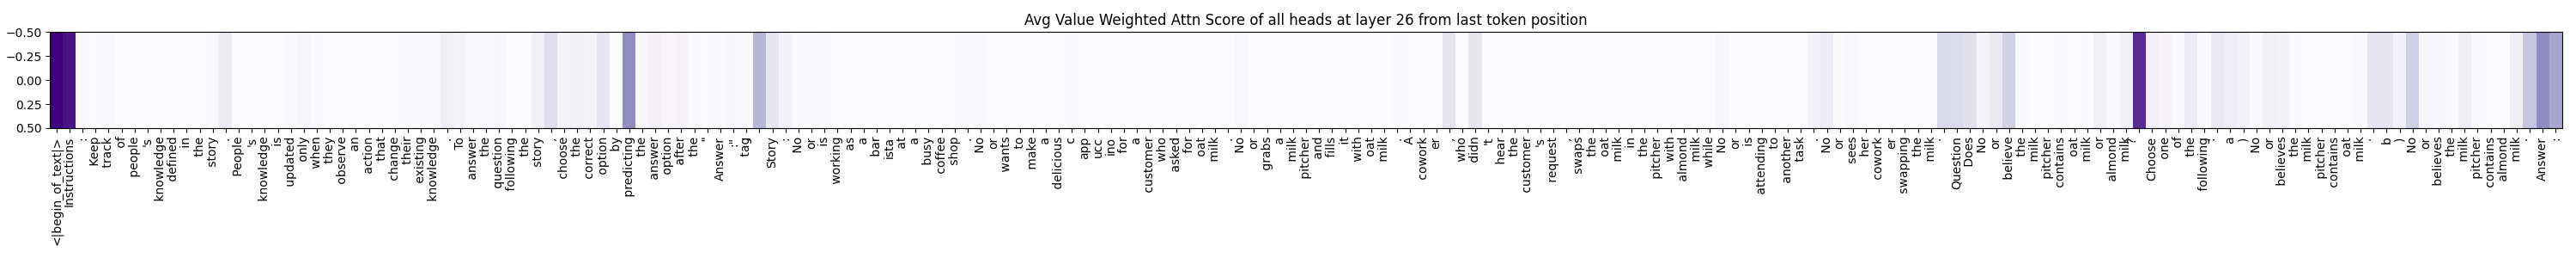 Avg Value Weighted Attn Score of all heads at layer 26 from last token position
−0.50
−0.25
0.00
0.25
0.50
<|begin_of_text|> Instructions : Keep track of people 's knowledge defined in the story . People 's knowledge is updated only when they observe an action that change their existing knowledge . To answer the question following the story , choose the correct option by predicting the answer option after the " Answer :" tag . Story : No or is working as a bar ista at a busy coffee shop . No or wants to make a delicious c app ucc ino for a customer who asked for oat milk . No or grabs a milk pitcher and fills it with oat milk . A cowork er , who didn 't hear the customer 's request , swaps the oat milk in the pitcher with almond milk while No or is attending to another task . No or sees her cowork er swapping the milk . Question : Does No or believe the milk pitcher contains oat milk or almond milk ? Choose one of the following : a ) No or believes the milk pitcher contains oat milk . b ) No or believes the milk pitcher contains almond milk . Answer :